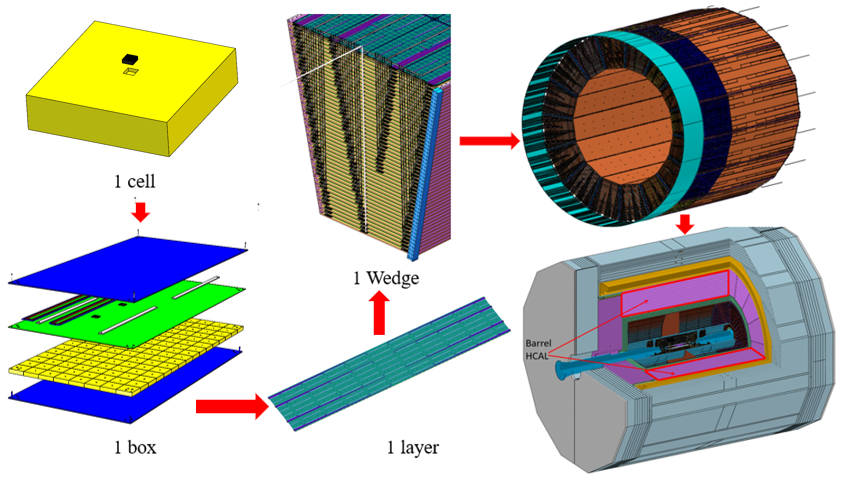 1 cell
1 box
1 layer
1 Wedge
Barrel
HCAL